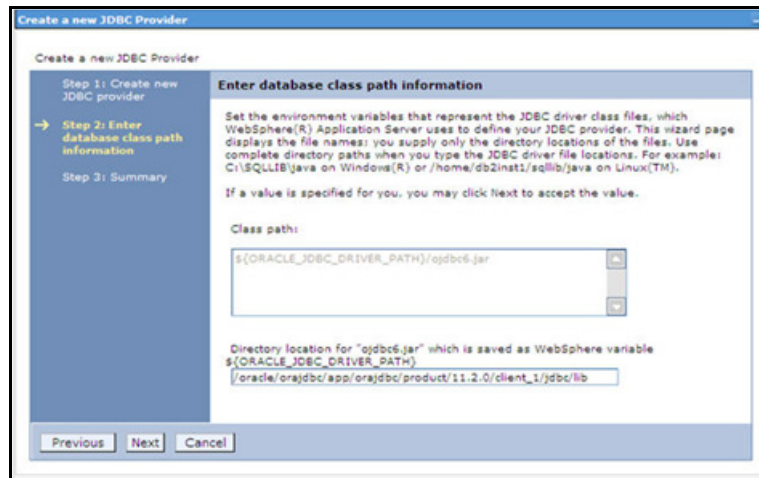 Create a new JDBC Provider
Create a new JDBC Provider
Step 1: Create new
JDBC provider
Step 2: Enter
database class path
information
Step 3: Summary
Enter database class path information
Set the environment variables that represent the JDBC driver class files, which
WebSphere(R) Application Server uses to define your JDBC provider. This wizard page
displays the file names; you supply only the directory locations of the files. Use
complete directory paths when you type the JDBC driver file locations. For example:
C:\SQLLIB\java on Windows(R) or /home/db2inst1/sqllib/java on Linux(TM).
If a value is specified for you, you may click Next to accept the value.
Class path:
${ORACLE_JDBC_DRIVER_PATH}/ojdbc6.jar
Directory location for "ojdbc6.jar" which is saved as WebSphere variable
${ORACLE_JDBC_DRIVER_PATH}
/oracle/orajdbc/app/orajdbc/product/11.2.0/client_1/jdbc/lib
Previous Next Cancel